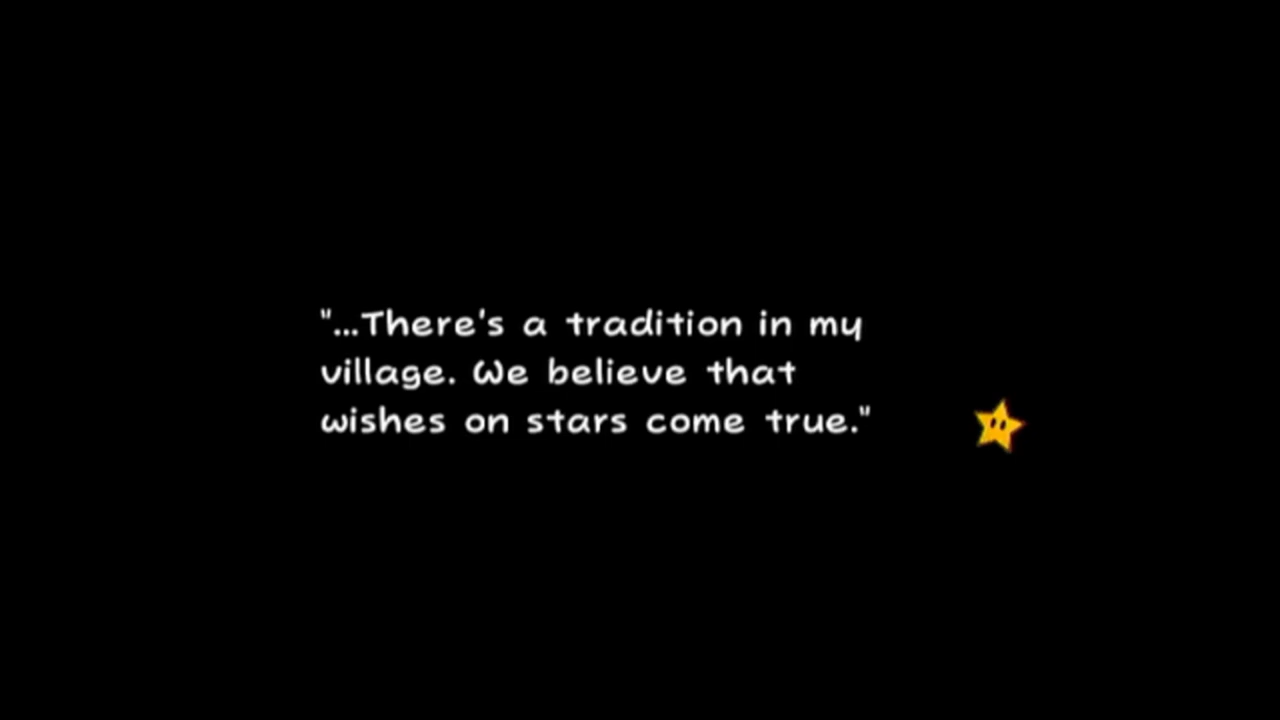 "...There's a tradition in my
village. We believe that
wishes on stars come true."